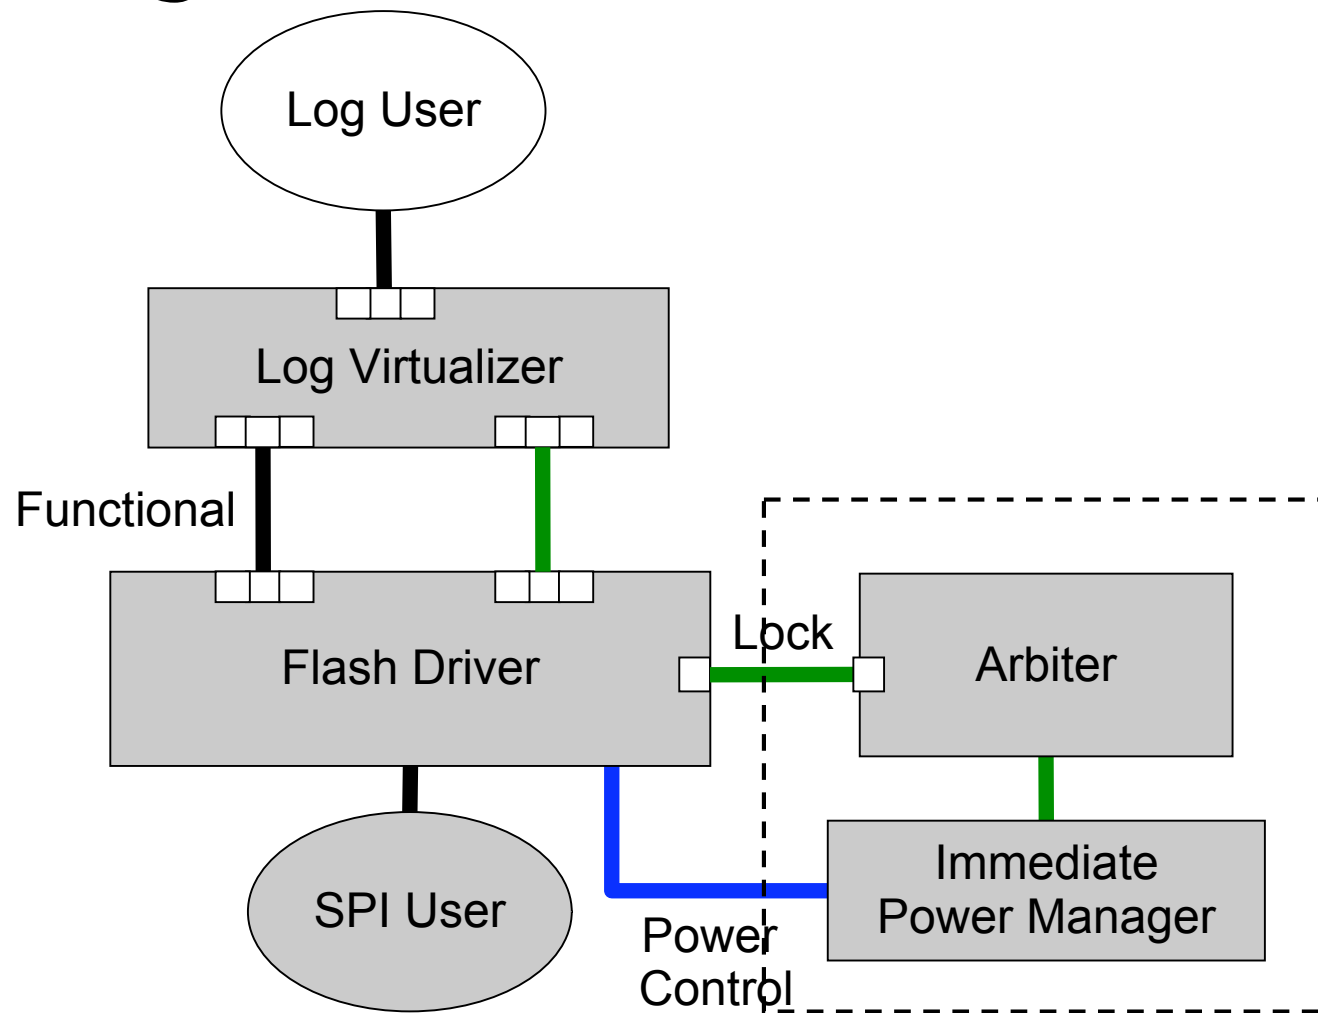 Log User
Log Virtualizer
Functional
Lock
Flash Driver
Arbiter
Immediate
Power Manager
SPI User
Power
Control